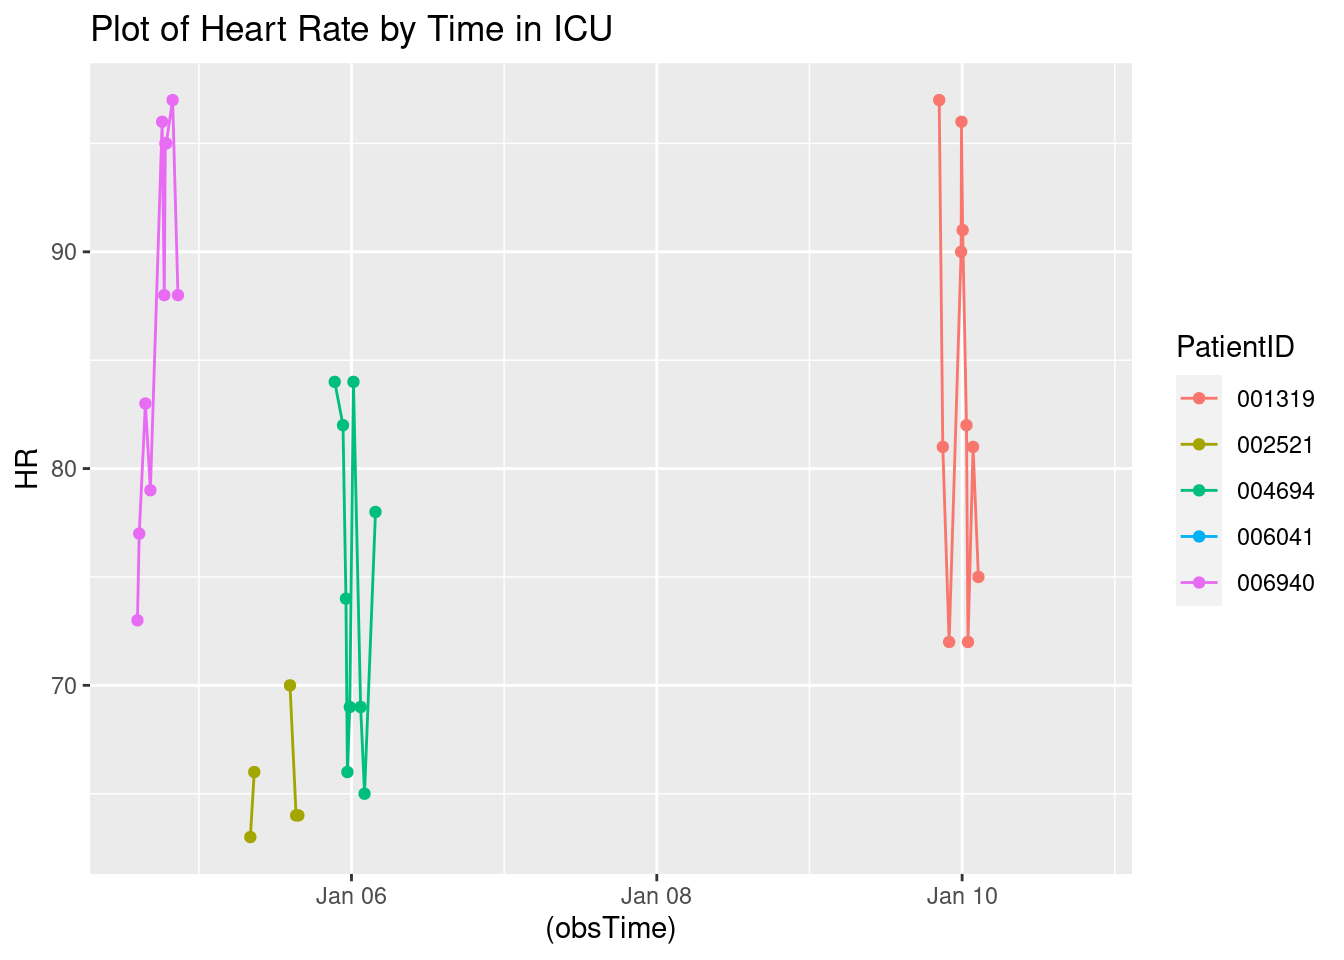 Plot of Heart Rate by Time in ICU
HR
90
80
70
Jan 06
Jan 08
Jan 10
(obsTime)
PatientID
001319
002521
004694
006041
006940